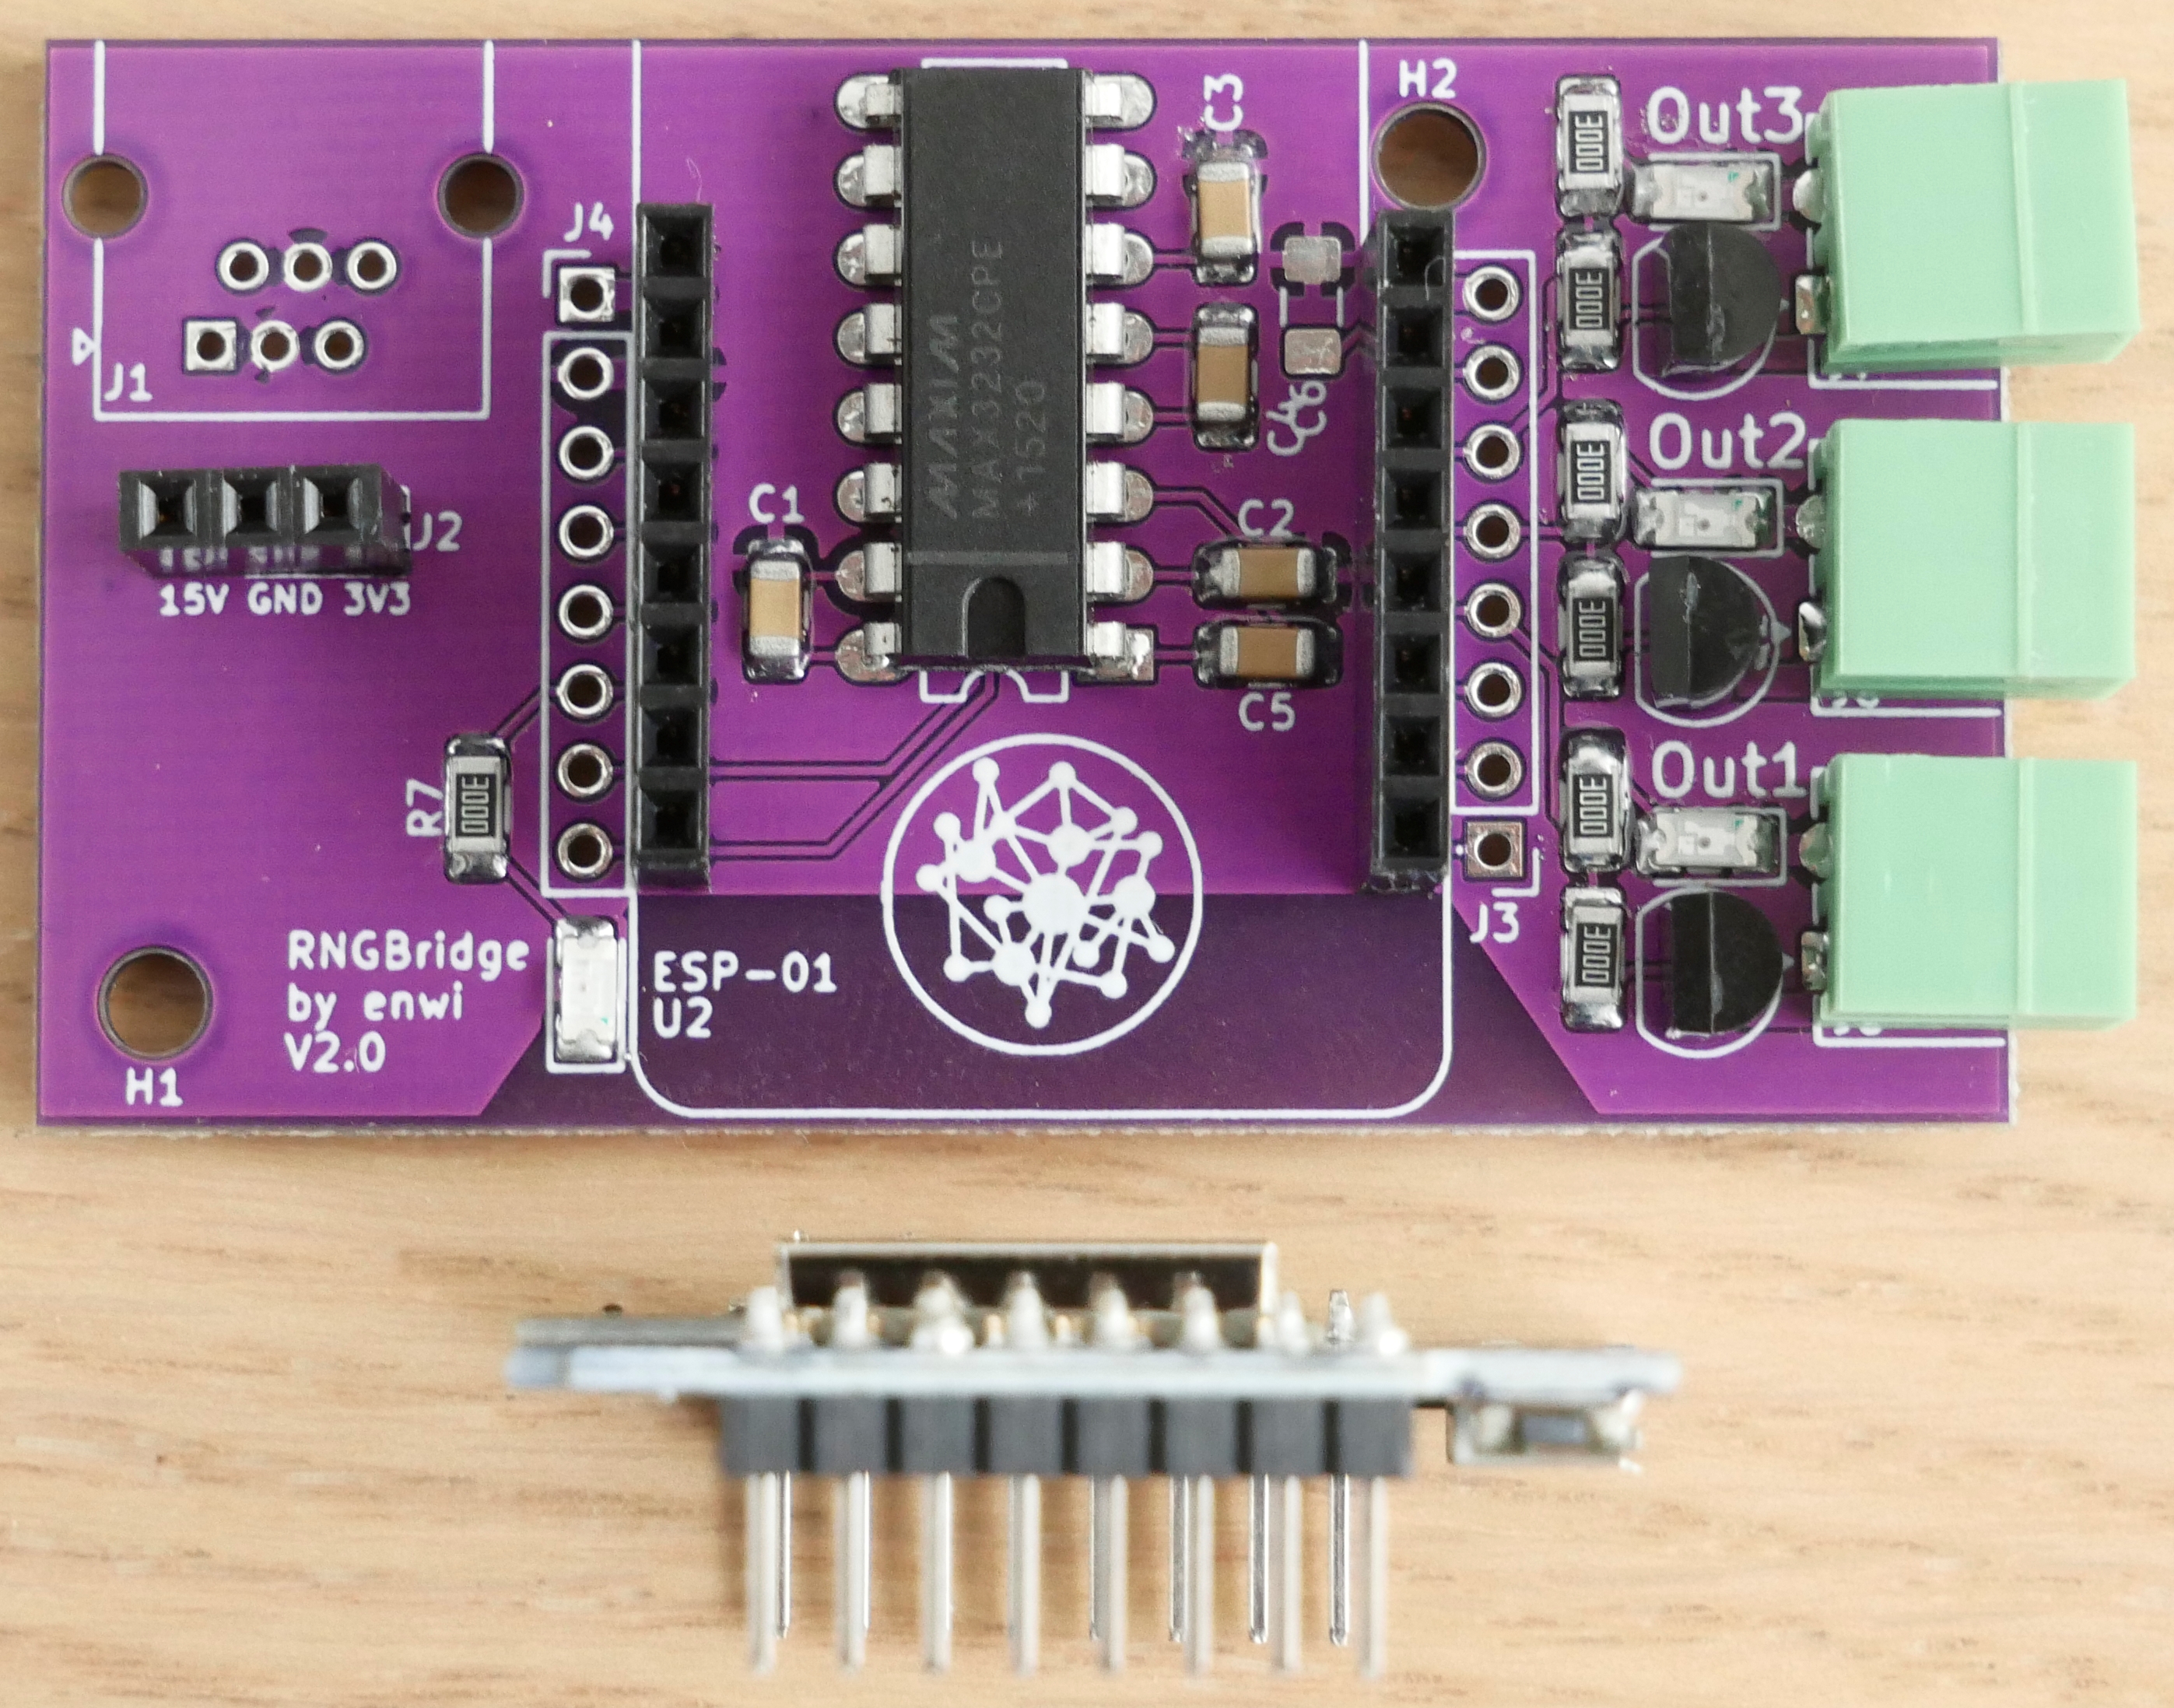 H2
C3
Out3
J4
J1
MAXIM
MAX3232CPE
+1520
C4
C6
Out2
J2
15V GND 3V3
C1
C2
C5
Out1
R7
J3
RNGBridge
by enwi
V2.0
ESP-01
U2
H1